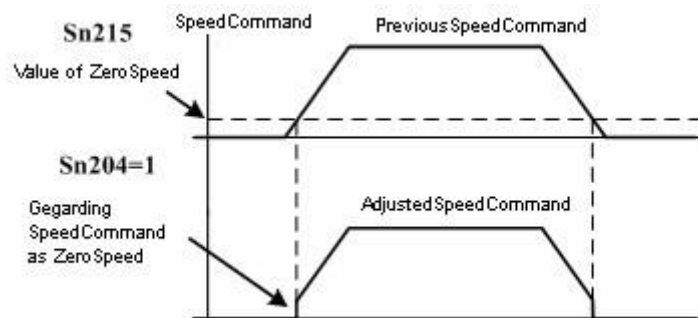 Sn215
Speed Command
Previous Speed Command
Value of Zero Speed
Sn204=1
Gegarding
Speed Command
as Zero Speed
Adjusted Speed Command